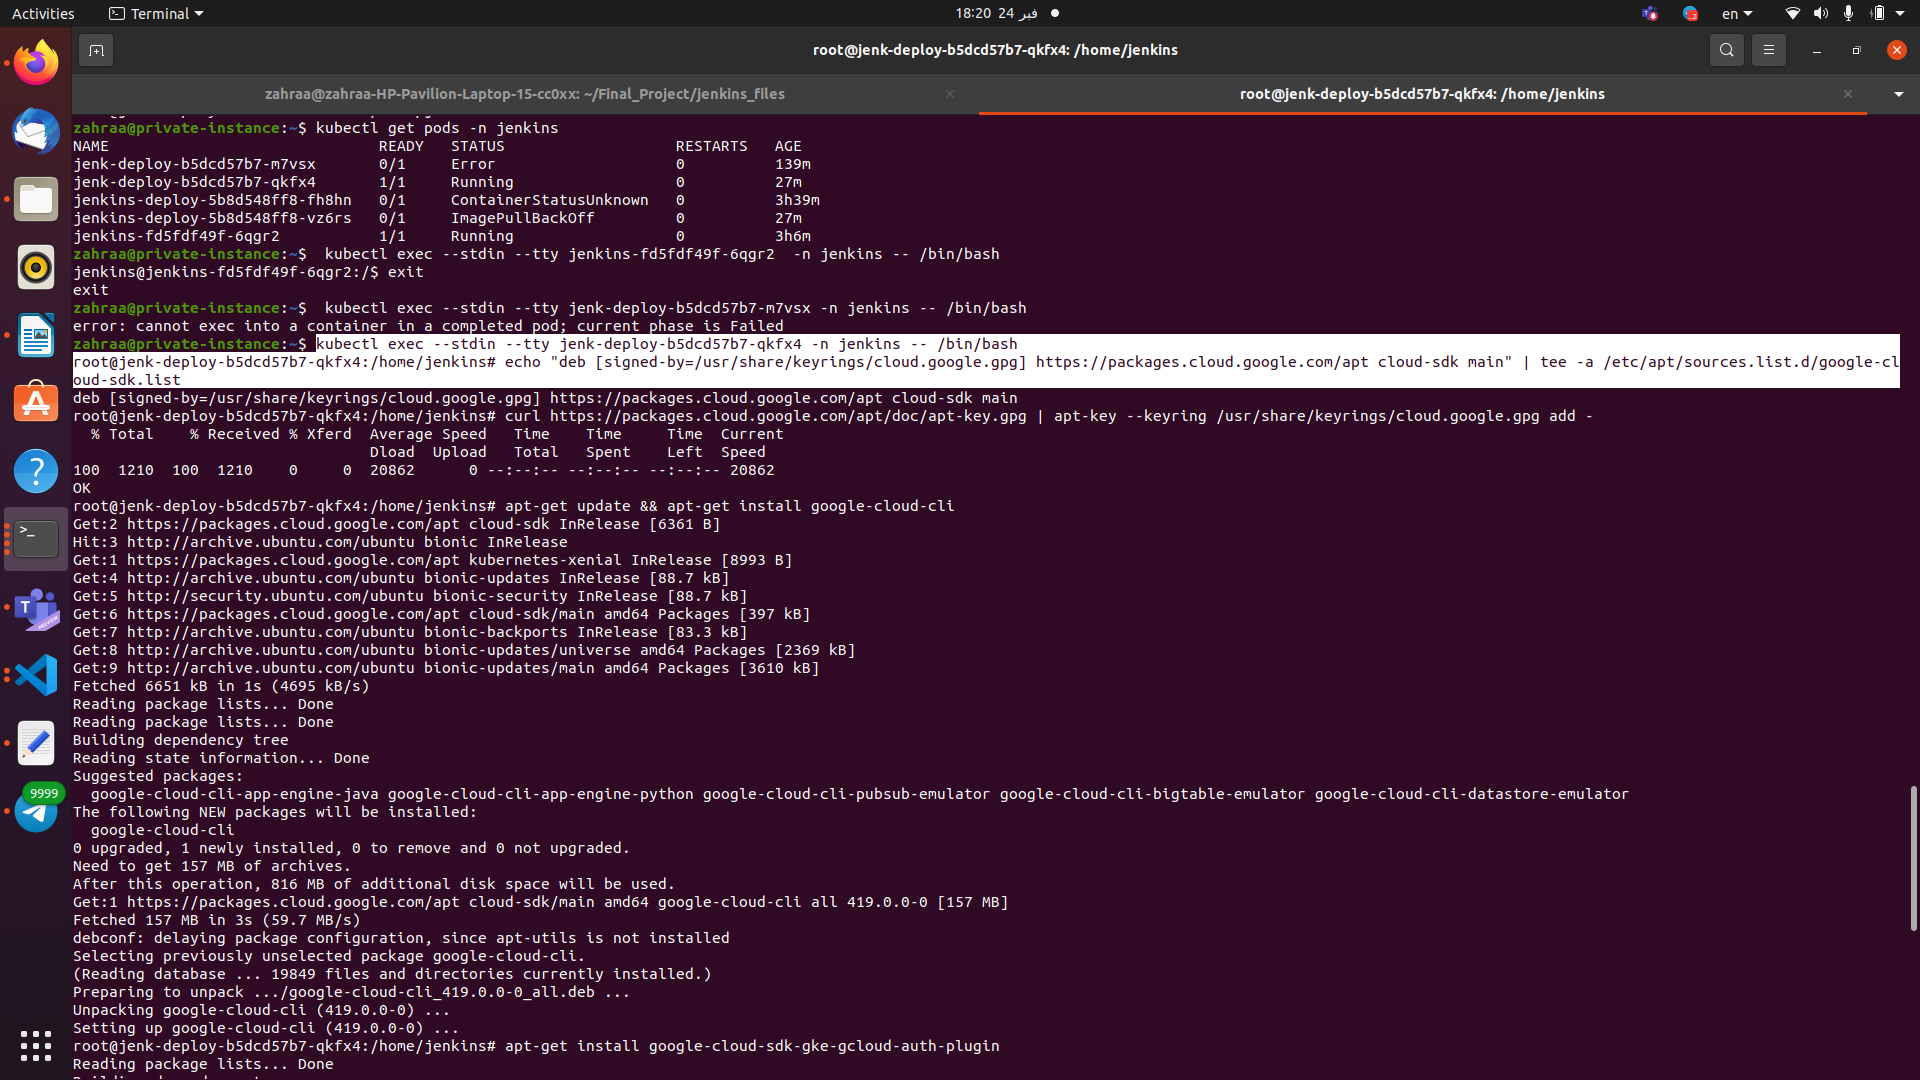 Activities
Terminal
18:20 24 فبر
en
root@jenk-deploy-b5dcd57b7-qkfx4: /home/jenkins
zahraa@zahraa-HP-Pavilion-Laptop-15-cc0xx: ~/Final_Project/jenkins_files
root@jenk-deploy-b5dcd57b7-qkfx4: /home/jenkins
zahraa@private-instance:~$ kubectl get pods -n jenkins
NAME READY STATUS RESTARTS AGE
jenk-deploy-b5dcd57b7-m7vsx 0/1 Error 0 139m
jenk-deploy-b5dcd57b7-qkfx4 1/1 Running 0 27m
jenkins-deploy-5b8d548ff8-fh8hn 0/1 ContainerStatusUnknown 0 3h39m
jenkins-deploy-5b8d548ff8-vz6rs 0/1 ImagePullBackOff 0 27m
jenkins-fd5fdf49f-6qgr2 1/1 Running 0 3h6m
zahraa@private-instance:~$  kubectl exec --stdin --tty jenkins-fd5fdf49f-6qgr2  -n jenkins -- /bin/bash
jenkins@jenkins-fd5fdf49f-6qgr2:/$ exit
exit
zahraa@private-instance:~$  kubectl exec --stdin --tty jenk-deploy-b5dcd57b7-m7vsx -n jenkins -- /bin/bash
error: cannot exec into a container in a completed pod; current phase is Failed
zahraa@private-instance:~$ kubectl exec --stdin --tty jenk-deploy-b5dcd57b7-qkfx4 -n jenkins -- /bin/bash
root@jenk-deploy-b5dcd57b7-qkfx4:/home/jenkins# echo "deb [signed-by=/usr/share/keyrings/cloud.google.gpg] https://packages.cloud.google.com/apt cloud-sdk main" | tee -a /etc/apt/sources.list.d/google-cl
oud-sdk.list
deb [signed-by=/usr/share/keyrings/cloud.google.gpg] https://packages.cloud.google.com/apt cloud-sdk main
root@jenk-deploy-b5dcd57b7-qkfx4:/home/jenkins# curl https://packages.cloud.google.com/apt/doc/apt-key.gpg | apt-key --keyring /usr/share/keyrings/cloud.google.gpg add -
% Total % Received % Xferd Average Speed Time Time Time Current
Dload Upload Total Spent Left Speed
100 1210 100 1210 0 0 20862 0 --:--:-- --:--:-- --:--:-- 20862
OK
root@jenk-deploy-b5dcd57b7-qkfx4:/home/jenkins# apt-get update && apt-get install google-cloud-cli
Get:2 https://packages.cloud.google.com/apt cloud-sdk InRelease [6361 B]
Hit:3 http://archive.ubuntu.com/ubuntu bionic InRelease
Get:1 https://packages.cloud.google.com/apt kubernetes-xenial InRelease [8993 B]
Get:4 http://archive.ubuntu.com/ubuntu bionic-updates InRelease [88.7 kB]
Get:5 http://security.ubuntu.com/ubuntu bionic-security InRelease [88.7 kB]
Get:6 https://packages.cloud.google.com/apt cloud-sdk/main amd64 Packages [397 kB]
Get:7 http://archive.ubuntu.com/ubuntu bionic-backports InRelease [83.3 kB]
Get:8 http://archive.ubuntu.com/ubuntu bionic-updates/universe amd64 Packages [2369 kB]
Get:9 http://archive.ubuntu.com/ubuntu bionic-updates/main amd64 Packages [3610 kB]
Fetched 6651 kB in 1s (4695 kB/s)
Reading package lists... Done
Reading package lists... Done
Building dependency tree
Reading state information... Done
Suggested packages:
google-cloud-cli-app-engine-java google-cloud-cli-app-engine-python google-cloud-cli-pubsub-emulator google-cloud-cli-bigtable-emulator google-cloud-cli-datastore-emulator
The following NEW packages will be installed:
google-cloud-cli
0 upgraded, 1 newly installed, 0 to remove and 0 not upgraded.
Need to get 157 MB of archives.
After this operation, 816 MB of additional disk space will be used.
Get:1 https://packages.cloud.google.com/apt cloud-sdk/main amd64 google-cloud-cli all 419.0.0-0 [157 MB]
Fetched 157 MB in 3s (59.7 MB/s)
debconf: delaying package configuration, since apt-utils is not installed
Selecting previously unselected package google-cloud-cli.
(Reading database ... 19849 files and directories currently installed.)
Preparing to unpack .../google-cloud-cli_419.0.0-0_all.deb ...
Unpacking google-cloud-cli (419.0.0-0) ...
Setting up google-cloud-cli (419.0.0-0) ...
root@jenk-deploy-b5dcd57b7-qkfx4:/home/jenkins# apt-get install google-cloud-sdk-gke-gcloud-auth-plugin
Reading package lists... Done
9999